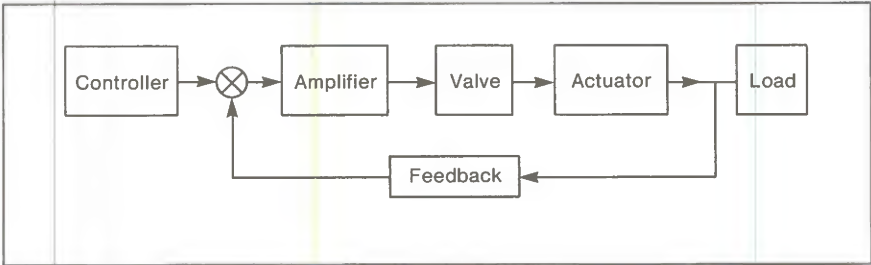 Controller
Amplifier
Valve
Actuator
Load
Feedback